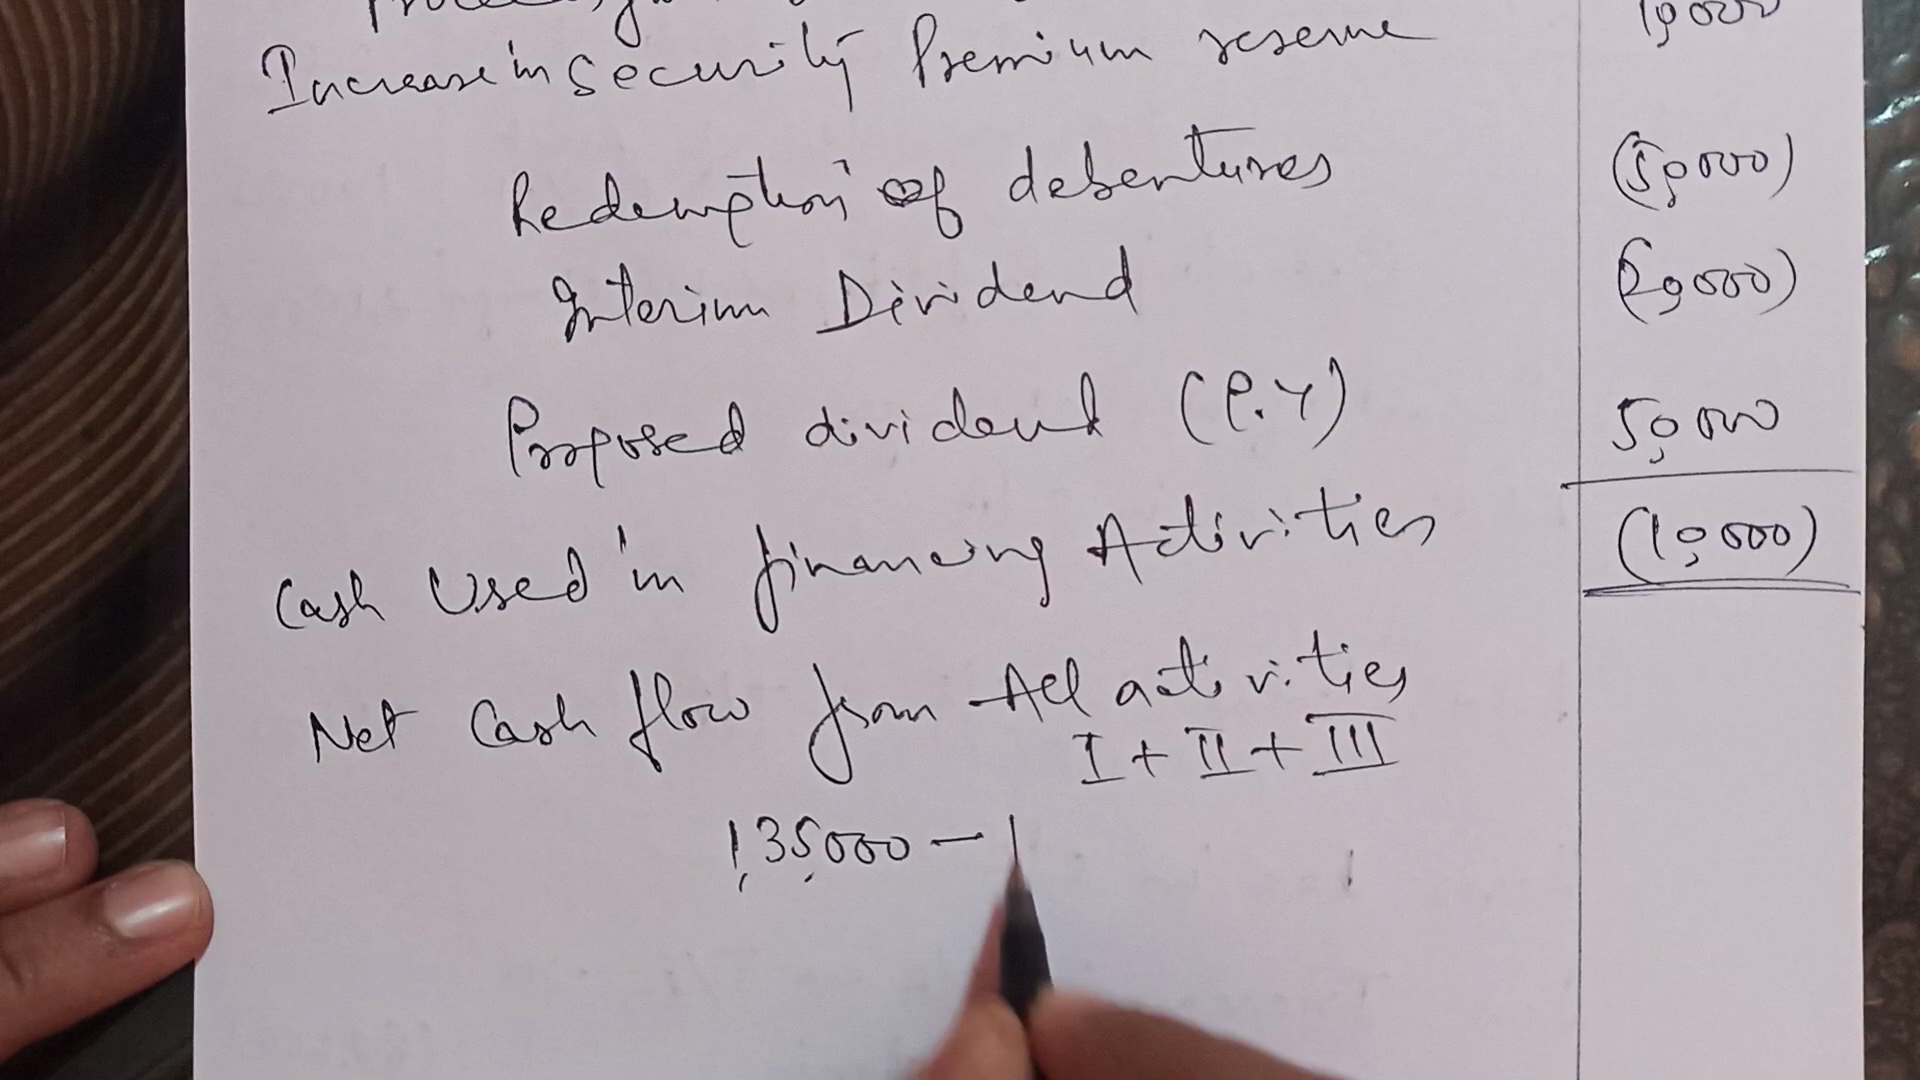 Increase in Security Premium reserve 10,000
Redemption of debentures (50,000)
Interim Dividend (20,000)
Proposed dividend (P.Y) 50,000
Cash Used in financing Activities (10,000)
Net Cash flow from All activities
I + II + III
1,35,000 - 1